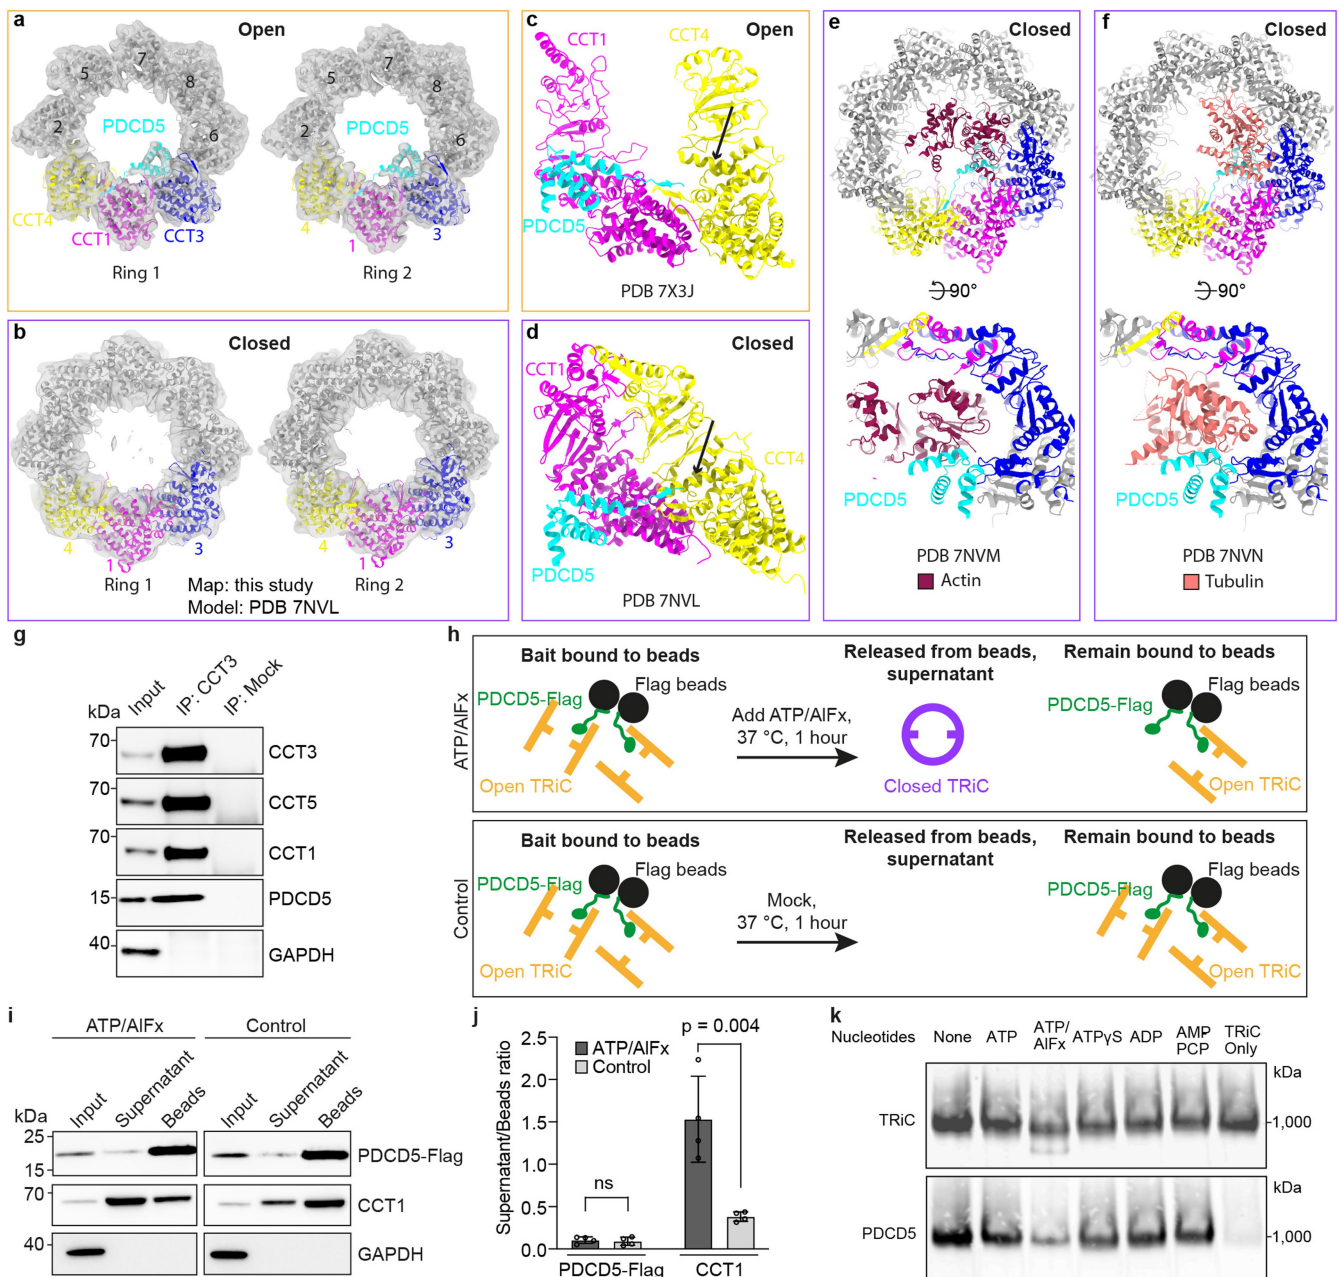 a
Open
5
7
8
2
6
PDCD5
CCT4
CCT1
CCT3
Ring 1
5
7
8
2
6
PDCD5
4
1
3
Ring 2
b
Closed
4
1
3
Ring 1
4
3
Ring 2
Map: this study
Model: PDB 7NVL
c
Open
CCT1
CCT4
PDCD5
PDB 7X3J
d
Closed
CCT1
CCT4
PDCD5
PDB 7NVL
e
Closed
90°
PDCD5
PDB 7NVM
Actin
f
Closed
90°
PDCD5
PDB 7NVN
Tubulin
g
Input
IP: CCT3
IP: Mock
kDa
70
CCT3
70
CCT5
70
CCT1
15
PDCD5
40
GAPDH
h
ATP/AlFx
Bait bound to beads
Released from beads,
supernatant
Remain bound to beads
PDCD5-Flag
Flag beads
Open TRiC
Add ATP/AlFx,
37 °C, 1 hour
Closed TRiC
PDCD5-Flag
Flag beads
Open TRiC
Control
Bait bound to beads
Released from beads,
supernatant
Remain bound to beads
PDCD5-Flag
Flag beads
Open TRiC
Mock,
37 °C, 1 hour
PDCD5-Flag
Flag beads
Open TRiC
i
ATP/AlFx
Control
Input
Supernatant
Beads
Input
Supernatant
Beads
kDa
25
15
PDCD5-Flag
70
CCT1
40
GAPDH
j
p = 0.004
ATP/AlFx
Control
ns
Supernatant/Beads ratio
2.5
2.0
1.5
1.0
0.5
0.0
PDCD5-Flag
CCT1
k
Nucleotides
None
ATP
ATP/
AlFx
ATPγS
ADP
AMP
PCP
TRiC
Only
kDa
TRiC
1,000
kDa
PDCD5
1,000